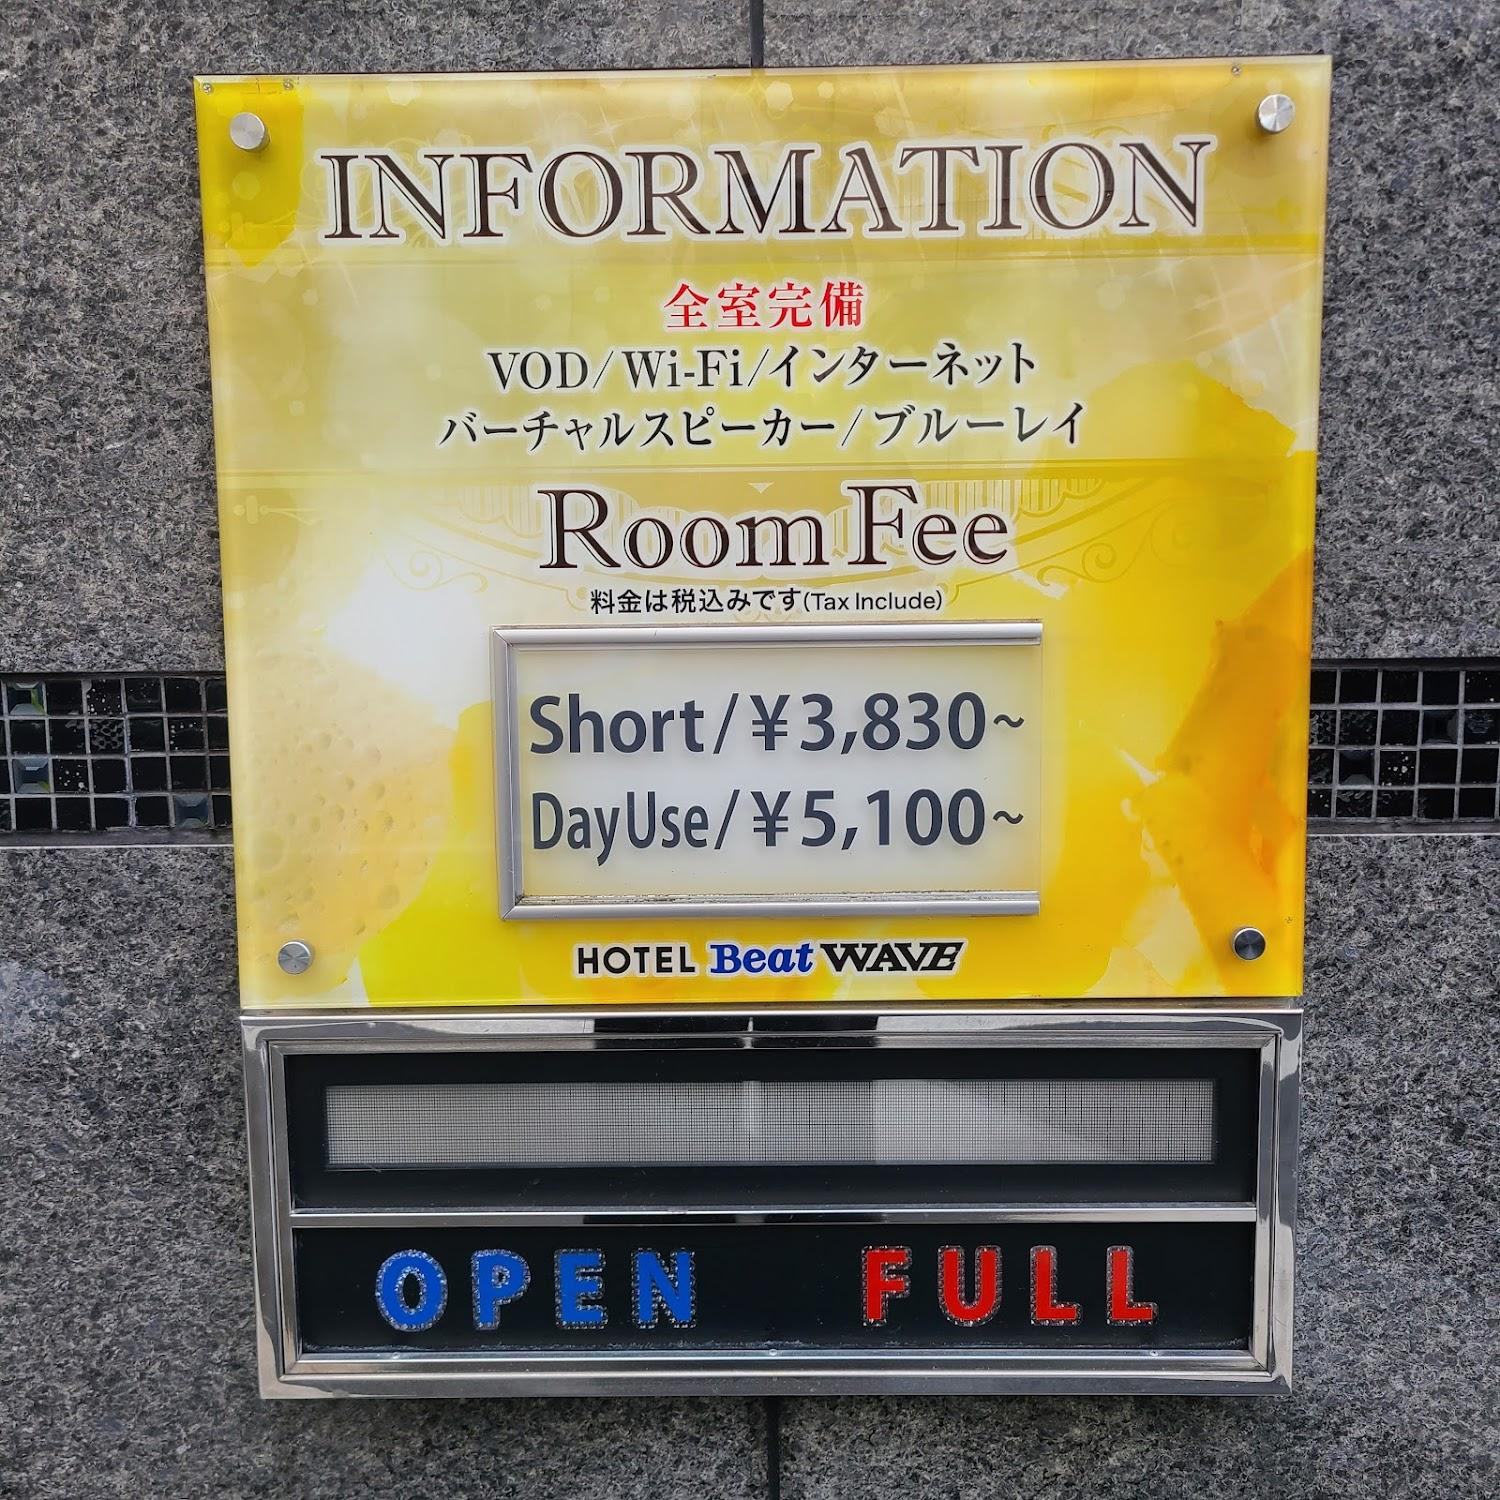 INFORMATION
全室完備
VOD/Wi-Fi/インターネット
バーチャルスピーカー/ブルーレイ
Room Fee
料金は税込みです(Tax Include)
Short/¥3,830~
DayUse/¥5,100~
HOTEL Beat WAVE
OPEN FULL